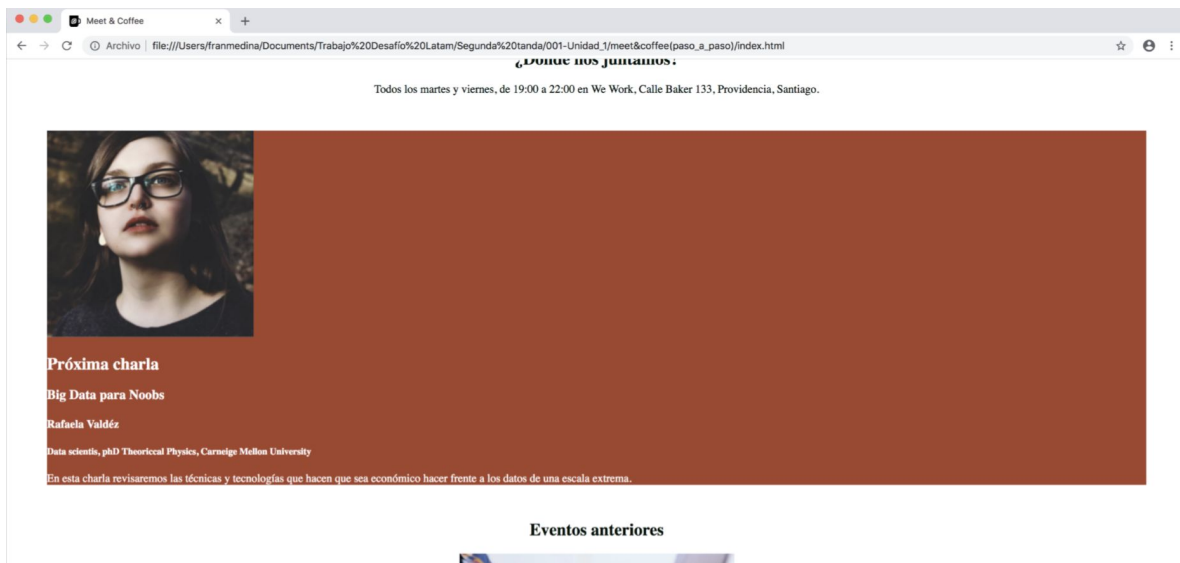 Meet & Coffee
Archivo file:///Users/franmedina/Documents/Trabajo%20Desafío%20Latam/Segunda%20tanda/001-Unidad_1/meet&coffee(paso_a_paso)/index.html
¿Dónde nos juntamos?
Todos los martes y viernes, de 19:00 a 22:00 en We Work, Calle Baker 133, Providencia, Santiago.
Próxima charla
Big Data para Noobs
Rafaela Valdéz
Data scientis, phD Theoriccal Physics, Carneige Mellon University
En esta charla revisaremos las técnicas y tecnologías que hacen que sea económico hacer frente a los datos de una escala extrema.
Eventos anteriores